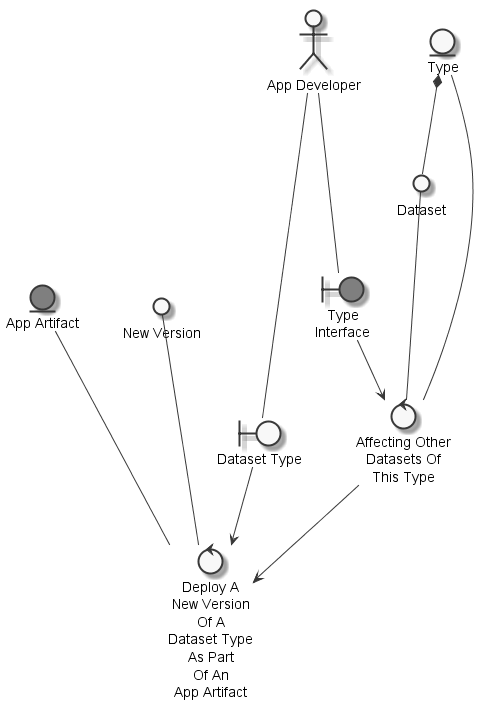 App Developer
Type
Dataset
Type
Interface
App Artifact
New Version
Affecting Other
Datasets Of
This Type
Dataset Type
Deploy A
New Version
Of A
Dataset Type
As Part
Of An
App Artifact